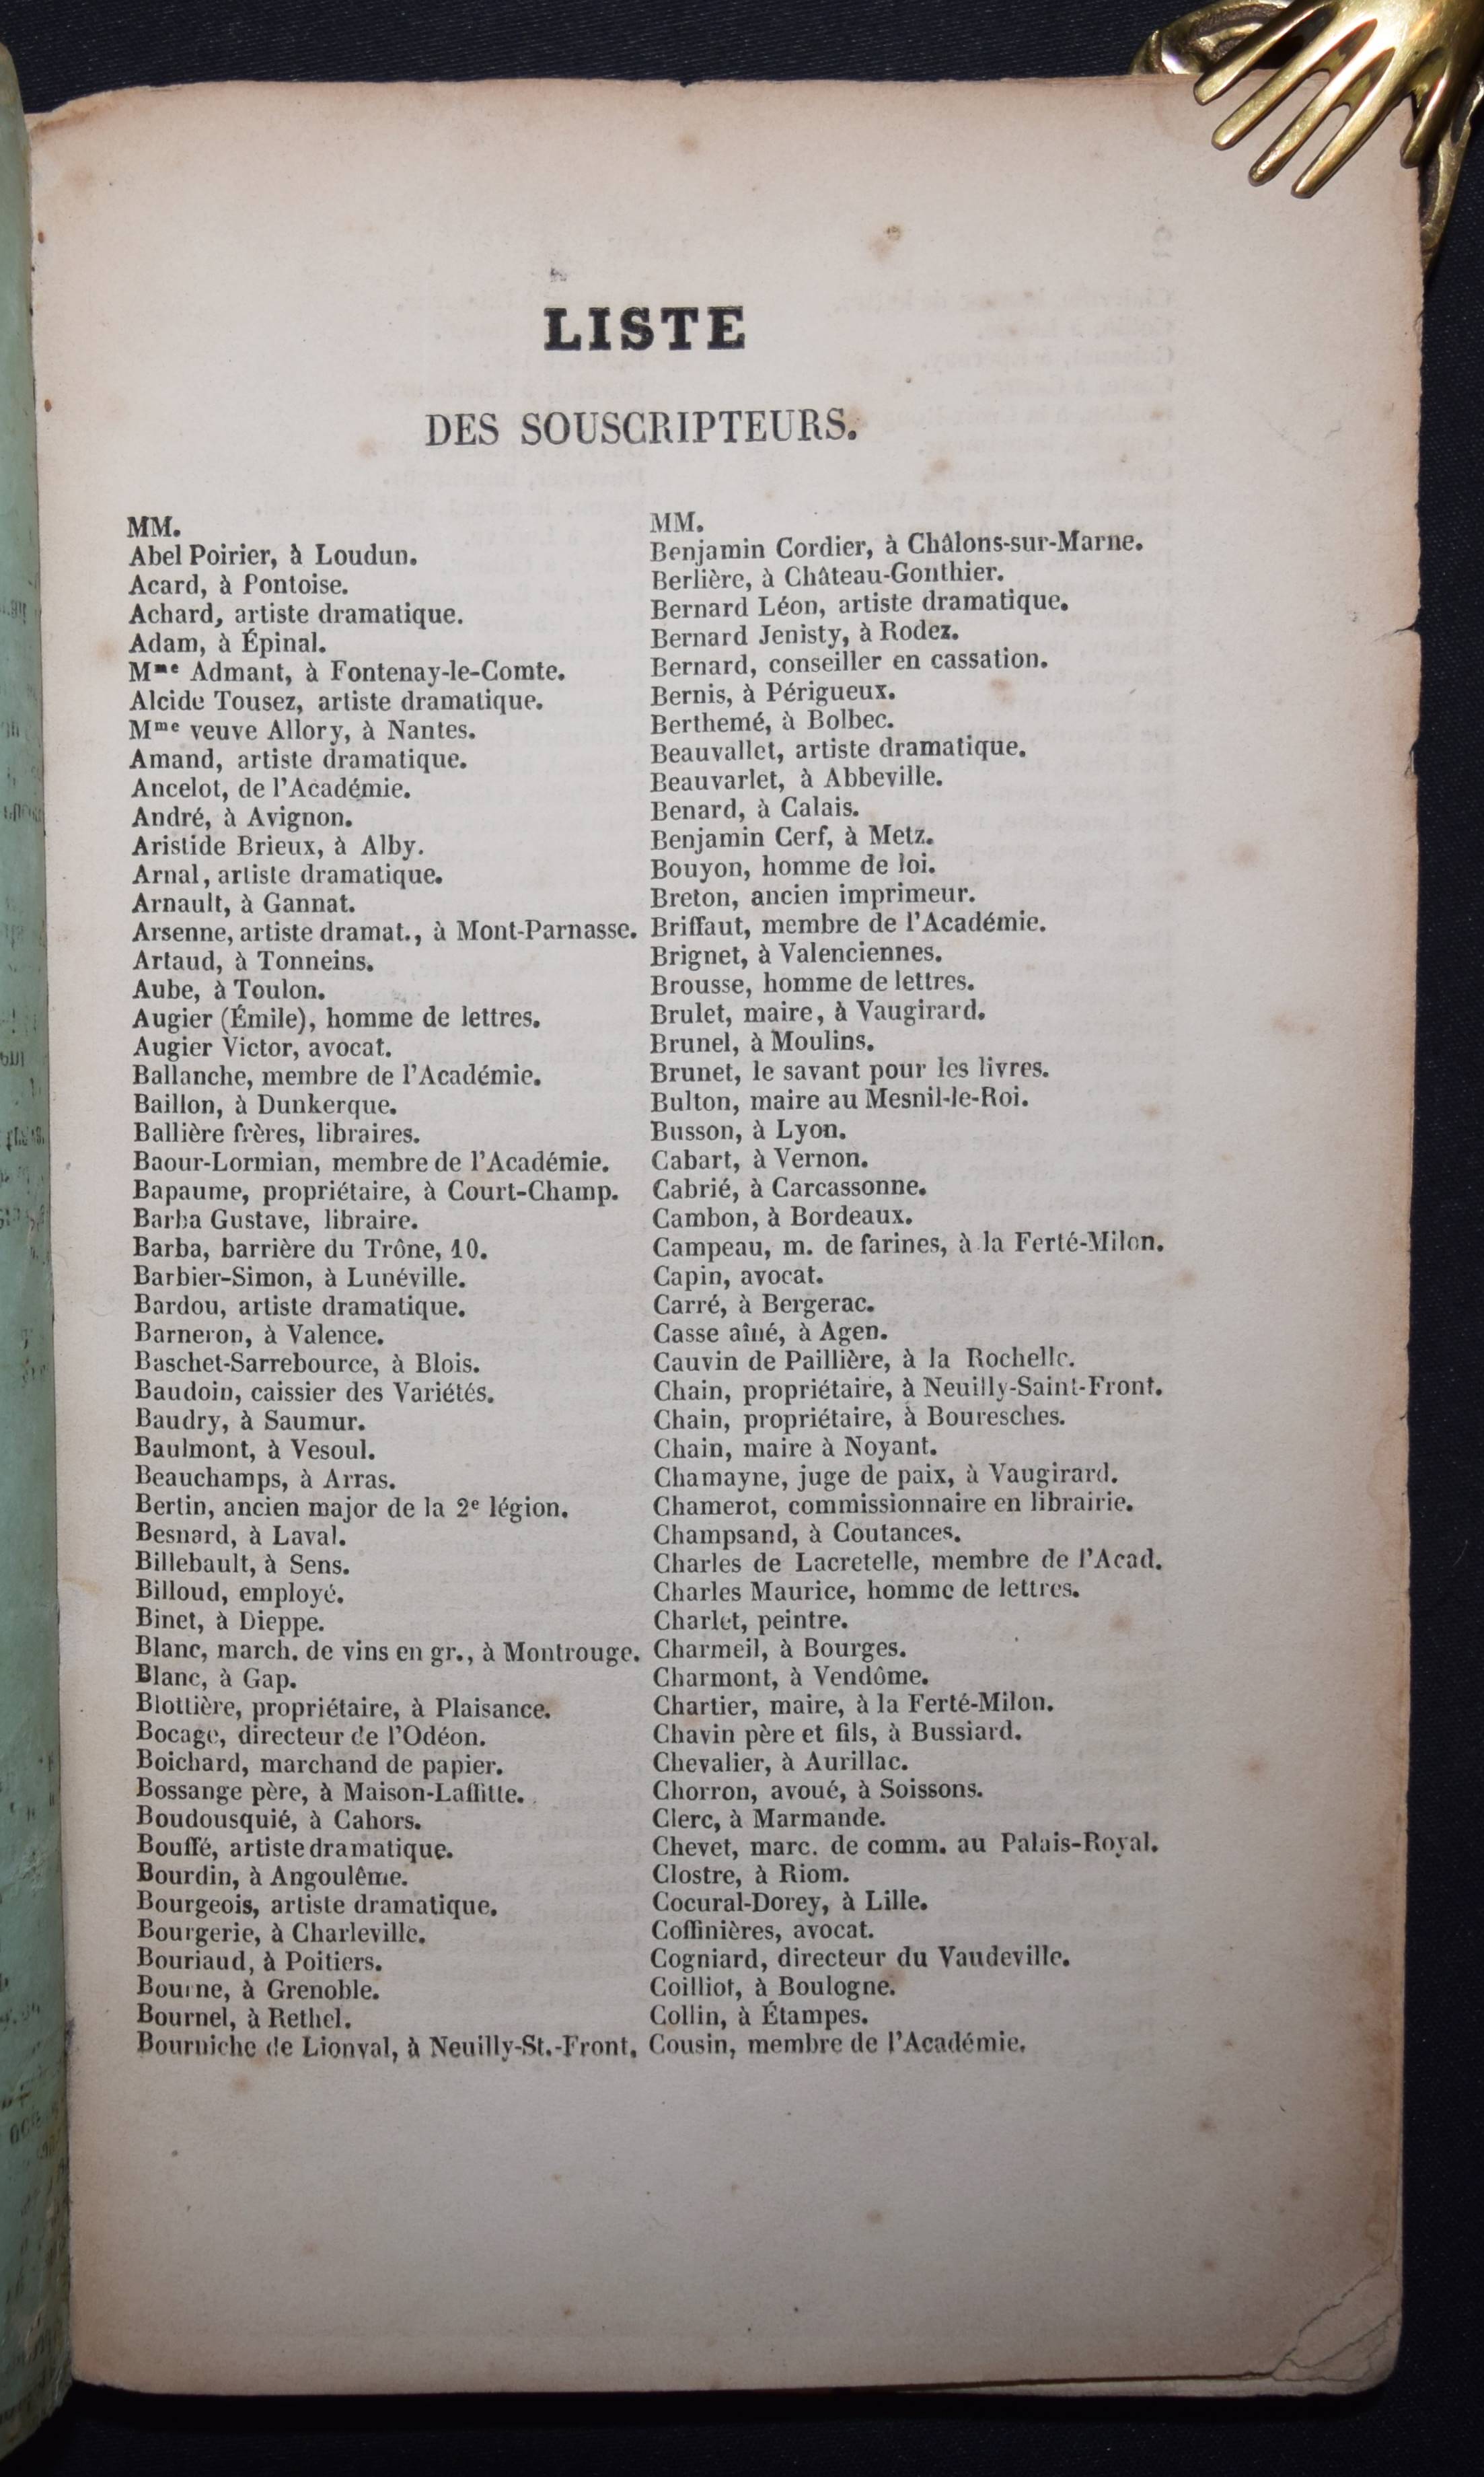 LISTE
DES SOUSCRIPTEURS.
MM.
Abel Poirier, à Loudun.
Acard, à Pontoise.
Achard, artiste dramatique.
Adam, à Épinal.
Mme Admant, à Fontenay-le-Comte.
Alcide Tousez, artiste dramatique.
Mme veuve Allory, à Nantes.
Amand, artiste dramatique.
Ancelot, de l'Académie.
André, à Avignon.
Aristide Brieux, à Alby.
Arnal, artiste dramatique.
Arnault, à Gannat.
Arsenne, artiste dramat., à Mont-Parnasse.
Artaud, à Tonneins.
Aube, à Toulon.
Augier (Émile), homme de lettres.
Augier Victor, avocat.
Ballanche, membre de l'Académie.
Baillon, à Dunkerque.
Ballière frères, libraires.
Baour-Lormian, membre de l'Académie.
Bapaume, propriétaire, à Court-Champ.
Barba Gustave, libraire.
Barba, barrière du Trône, 10.
Barbier-Simon, à Lunéville.
Bardou, artiste dramatique.
Barneron, à Valence.
Baschet-Sarrebource, à Blois.
Baudoin, caissier des Variétés.
Baudry, à Saumur.
Baulmont, à Vesoul.
Beauchamps, à Arras.
Bertin, ancien major de la 2e légion.
Besnard, à Laval.
Billebault, à Sens.
Billoud, employé.
Binet, à Dieppe.
Blanc, march. de vins en gr., à Montrouge.
Blanc, à Gap.
Blottière, propriétaire, à Plaisance.
Bocage, directeur de l'Odéon.
Boichard, marchand de papier.
Bossange père, à Maison-Laffitte.
Boudousquié, à Cahors.
Bouffé, artiste dramatique.
Bourdin, à Angoulême.
Bourgeois, artiste dramatique.
Bourgerie, à Charleville.
Bouriaud, à Poitiers.
Bourne, à Grenoble.
Bournel, à Rethel.
Bourniche de Lionval, à Neuilly-St.-Front.
MM.
Benjamin Cordier, à Châlons-sur-Marne.
Berlière, à Château-Gonthier.
Bernard Léon, artiste dramatique.
Bernard Jenisty, à Rodez.
Bernard, conseiller en cassation.
Bernis, à Périgueux.
Berthemé, à Bolbec.
Beauvallet, artiste dramatique.
Beauvarlet, à Abbeville.
Benard, à Calais.
Benjamin Cerf, à Metz.
Bouyon, homme de loi.
Breton, ancien imprimeur.
Briffaut, membre de l'Académie.
Brignet, à Valenciennes.
Brousse, homme de lettres.
Brulet, maire, à Vaugirard.
Brunel, à Moulins.
Brunet, le savant pour les livres.
Bulton, maire au Mesnil-le-Roi.
Busson, à Lyon.
Cabart, à Vernon.
Cabrié, à Carcassonne.
Cambon, à Bordeaux.
Campeau, m. de farines, à la Ferté-Milon.
Capin, avocat.
Carré, à Bergerac.
Casse aîné, à Agen.
Cauvin de Paillière, à la Rochelle.
Chain, propriétaire, à Neuilly-Saint-Front.
Chain, propriétaire, à Bouresches.
Chain, maire à Noyant.
Chamayne, juge de paix, à Vaugirard.
Chamerot, commissionnaire en librairie.
Champsand, à Coutances.
Charles de Lacretelle, membre de l'Acad.
Charles Maurice, homme de lettres.
Charlet, peintre.
Charmeil, à Bourges.
Charmont, à Vendôme.
Chartier, maire, à la Ferté-Milon.
Chavin père et fils, à Bussiard.
Chevalier, à Aurillac.
Chorron, avoué, à Soissons.
Clerc, à Marmande.
Chevet, marc. de comm. au Palais-Royal.
Clostre, à Riom.
Cocural-Dorey, à Lille.
Coffinières, avocat.
Cogniard, directeur du Vaudeville.
Coilliot, à Boulogne.
Collin, à Étampes.
Cousin, membre de l'Académie.